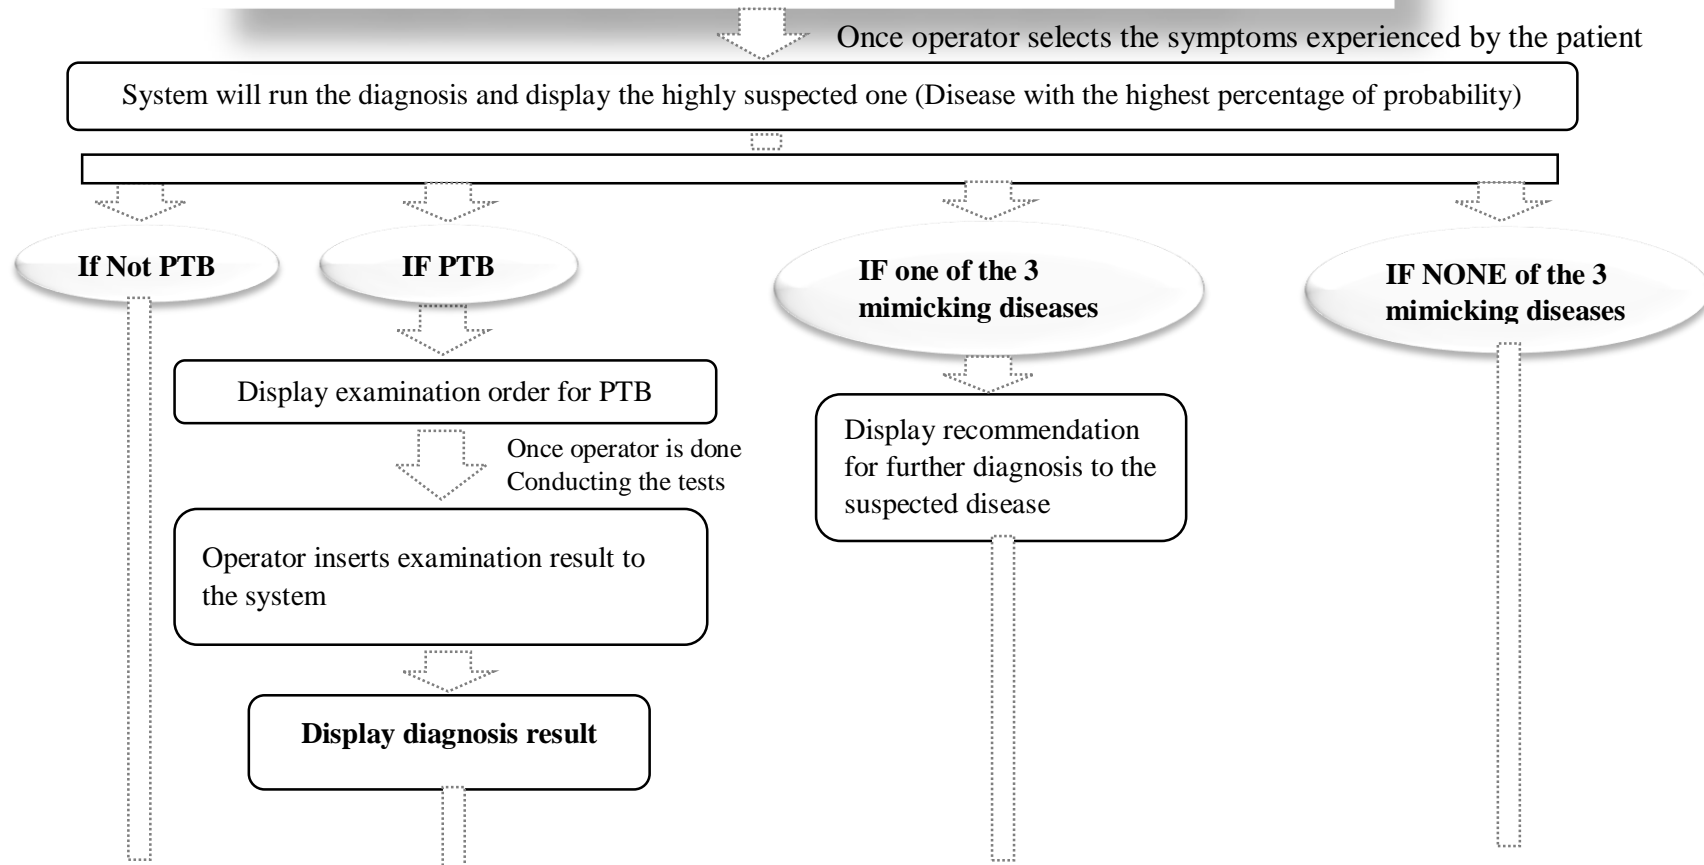 Once operator selects the symptoms experienced by the patient
System will run the diagnosis and display the highly suspected one (Disease with the highest percentage of probability)
If Not PTB
IF PTB
IF one of the 3
mimicking diseases
IF NONE of the 3
mimicking diseases
Display examination order for PTB
Once operator is done
Conducting the tests
Display recommendation
for further diagnosis to the
suspected disease
Operator inserts examination result to
the system
Display diagnosis result